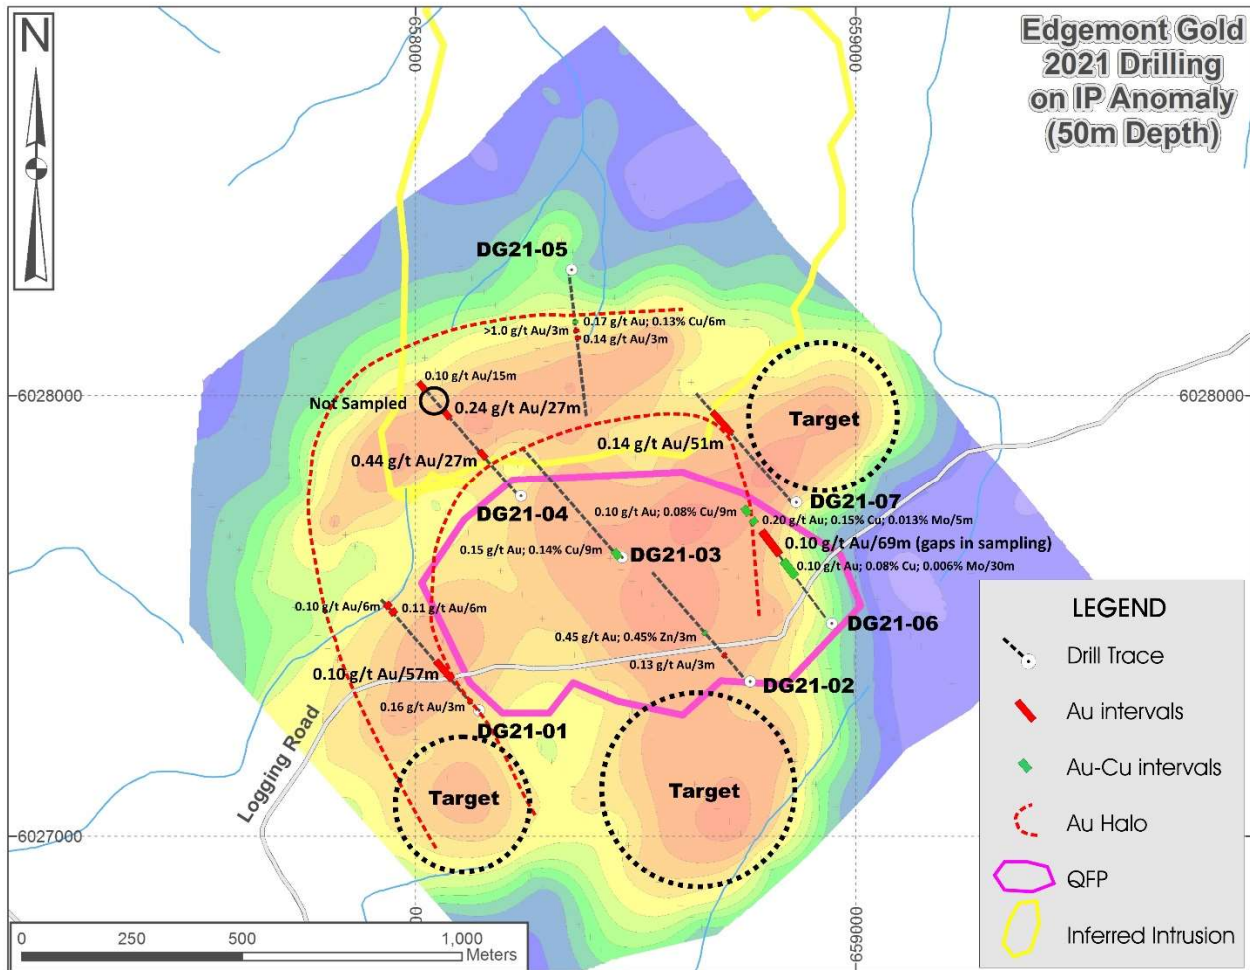 Edgemont Gold
2021 Drilling
on IP Anomaly
(50m Depth)
N
659000
DG21-05
>1.0 g/t Au/3m
0.17 g/t Au; 0.13% Cu/6m
0.14 g/t Au/3m
0.10 g/t Au/15m
6028000
6028000
Not Sampled
0.24 g/t Au/27m
Target
0.14 g/t Au/51m
0.44 g/t Au/27m
DG21-04
DG21-07
0.10 g/t Au; 0.08% Cu/9m
0.20 g/t Au; 0.15% Cu; 0.013% Mo/5m
0.10 g/t Au/69m (gaps in sampling)
0.15 g/t Au; 0.14% Cu/9m
DG21-03
0.10 g/t Au; 0.08% Cu; 0.006% Mo/30m
0.10 g/t Au/6m
0.11 g/t Au/6m
DG21-06
0.45 g/t Au; 0.45% Zn/3m
0.13 g/t Au/3m
0.10 g/t Au/57m
DG21-02
0.16 g/t Au/3m
DG21-01
Logging Road
Target
Target
6027000
659000
LEGEND
Drill Trace
Au intervals
Au-Cu intervals
Au Halo
QFP
Inferred Intrusion
0 250 500 1,000
Meters